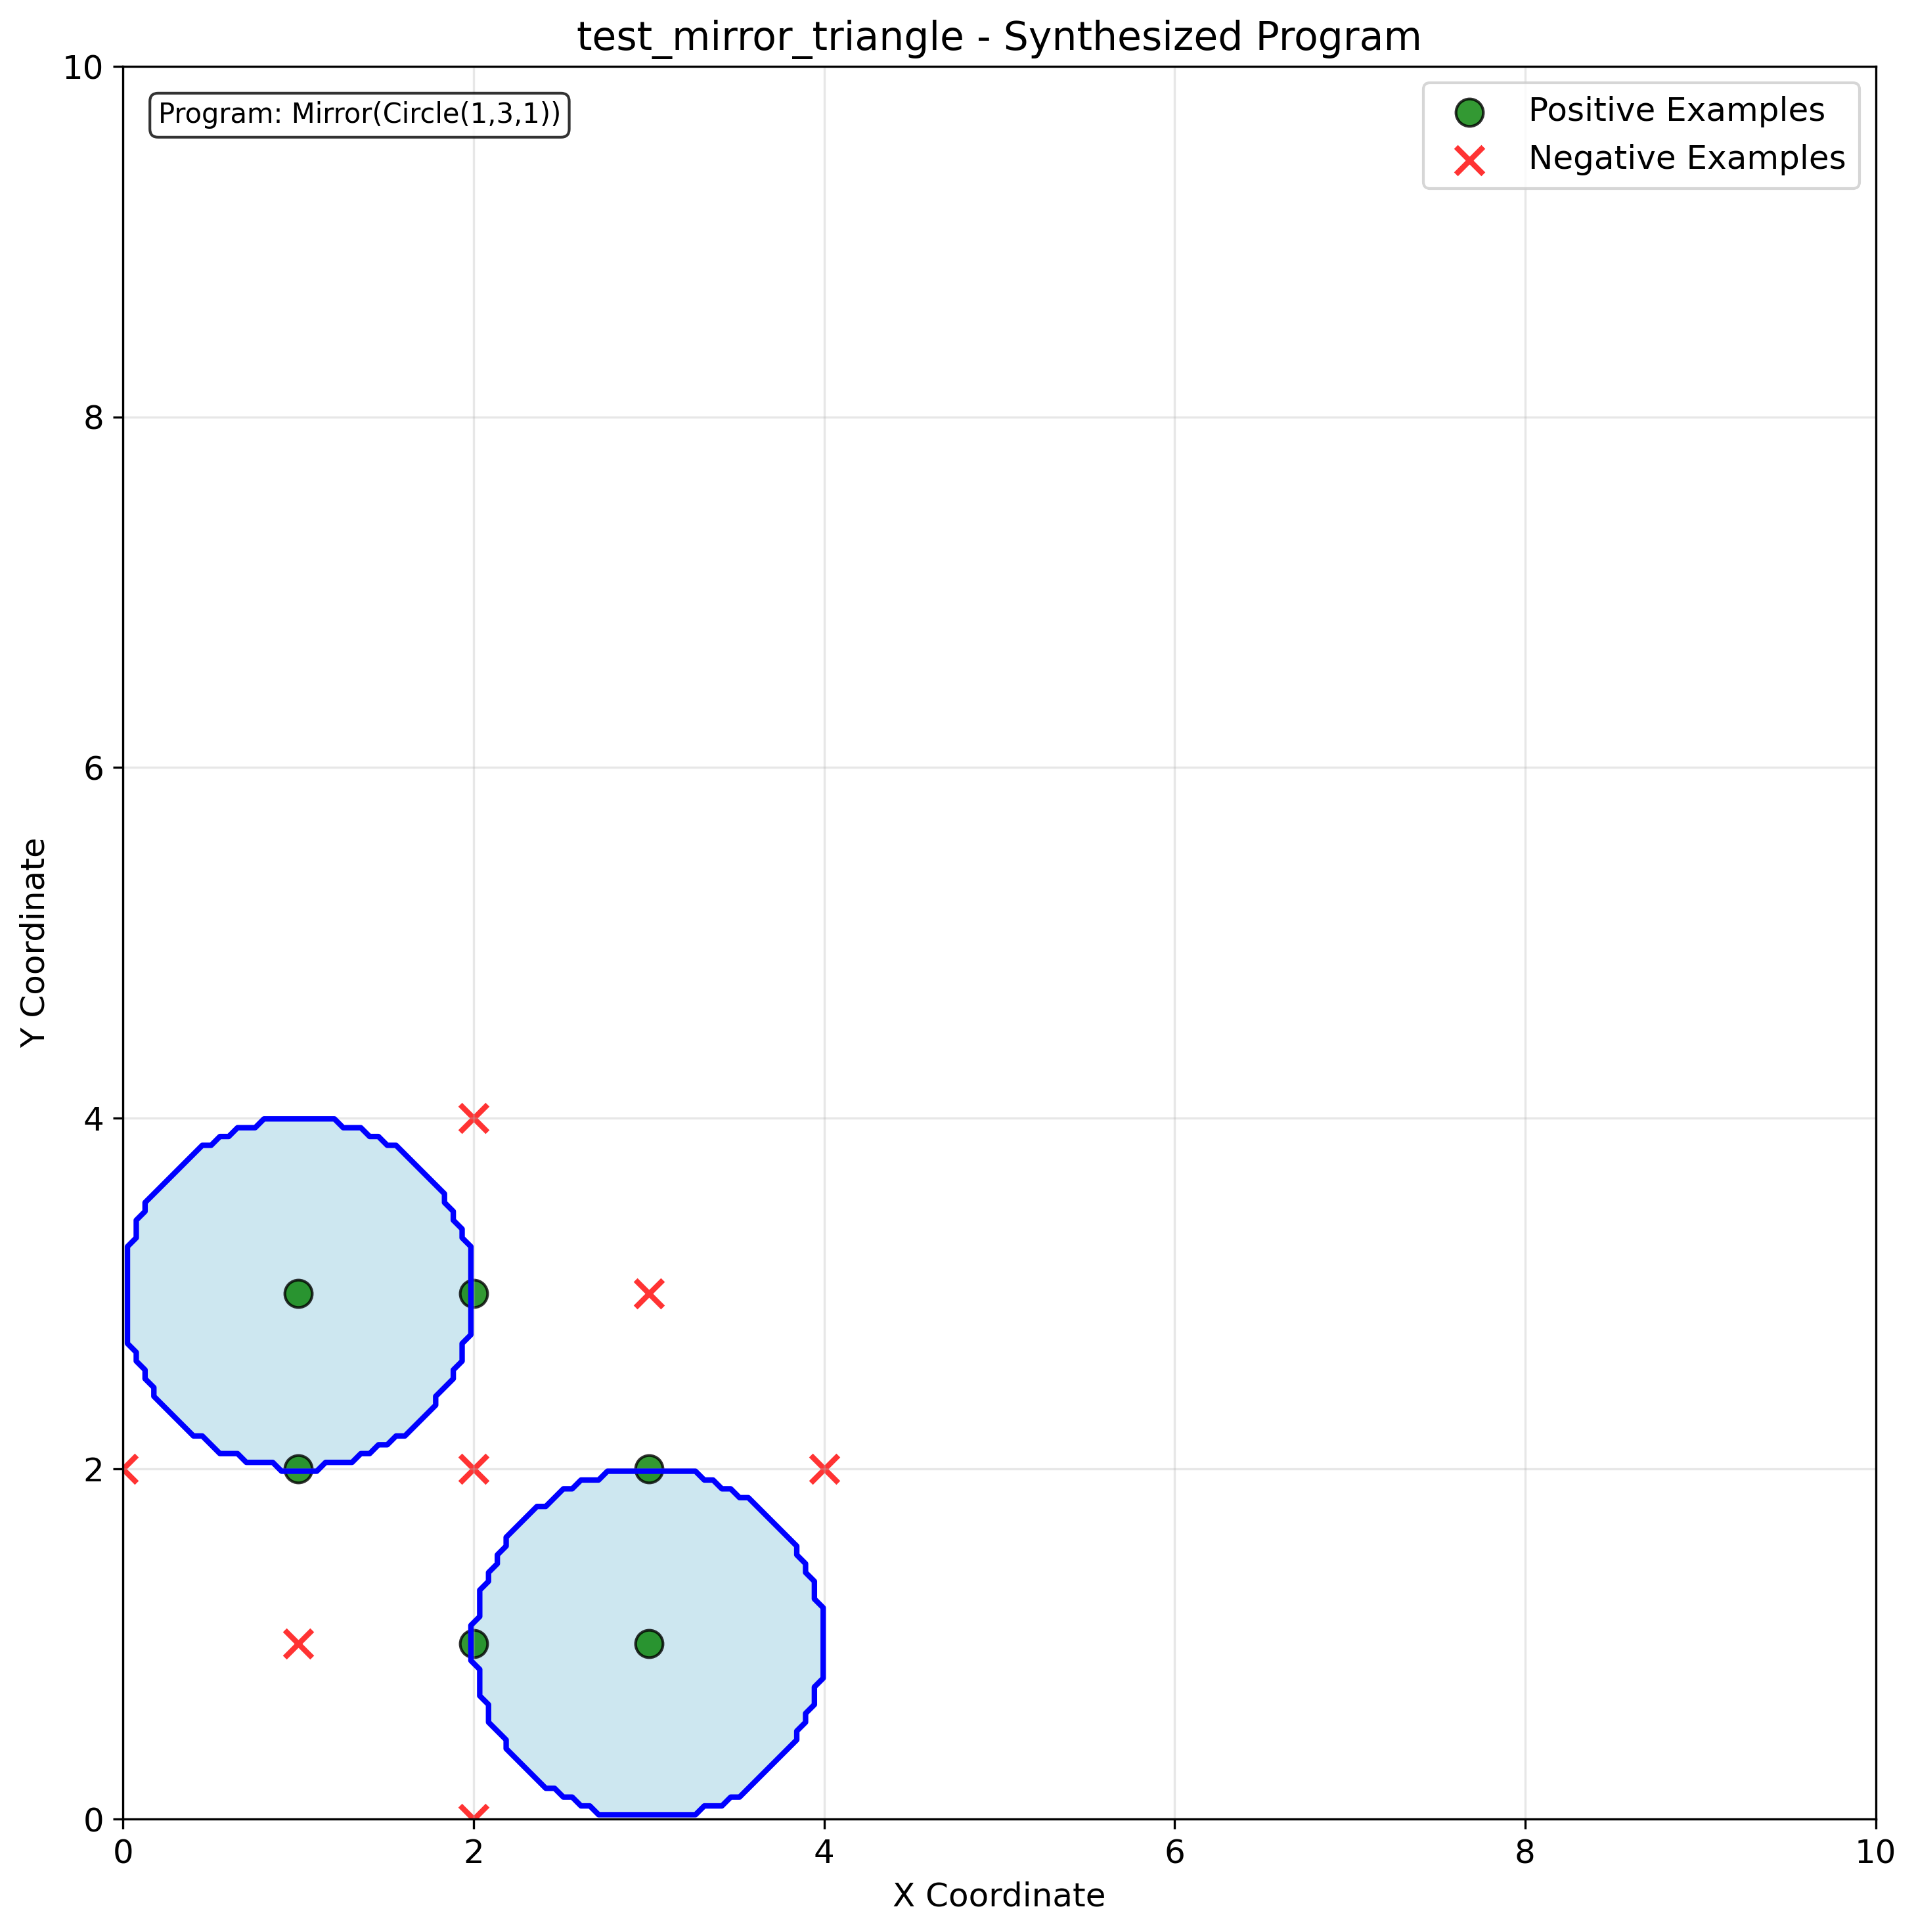 test_mirror_triangle - Synthesized Program
Program: Mirror(Circle(1,3,1))
Positive Examples
Negative Examples
10
8
6
4
2
0
Y Coordinate
0 2 4 6 8 10
X Coordinate